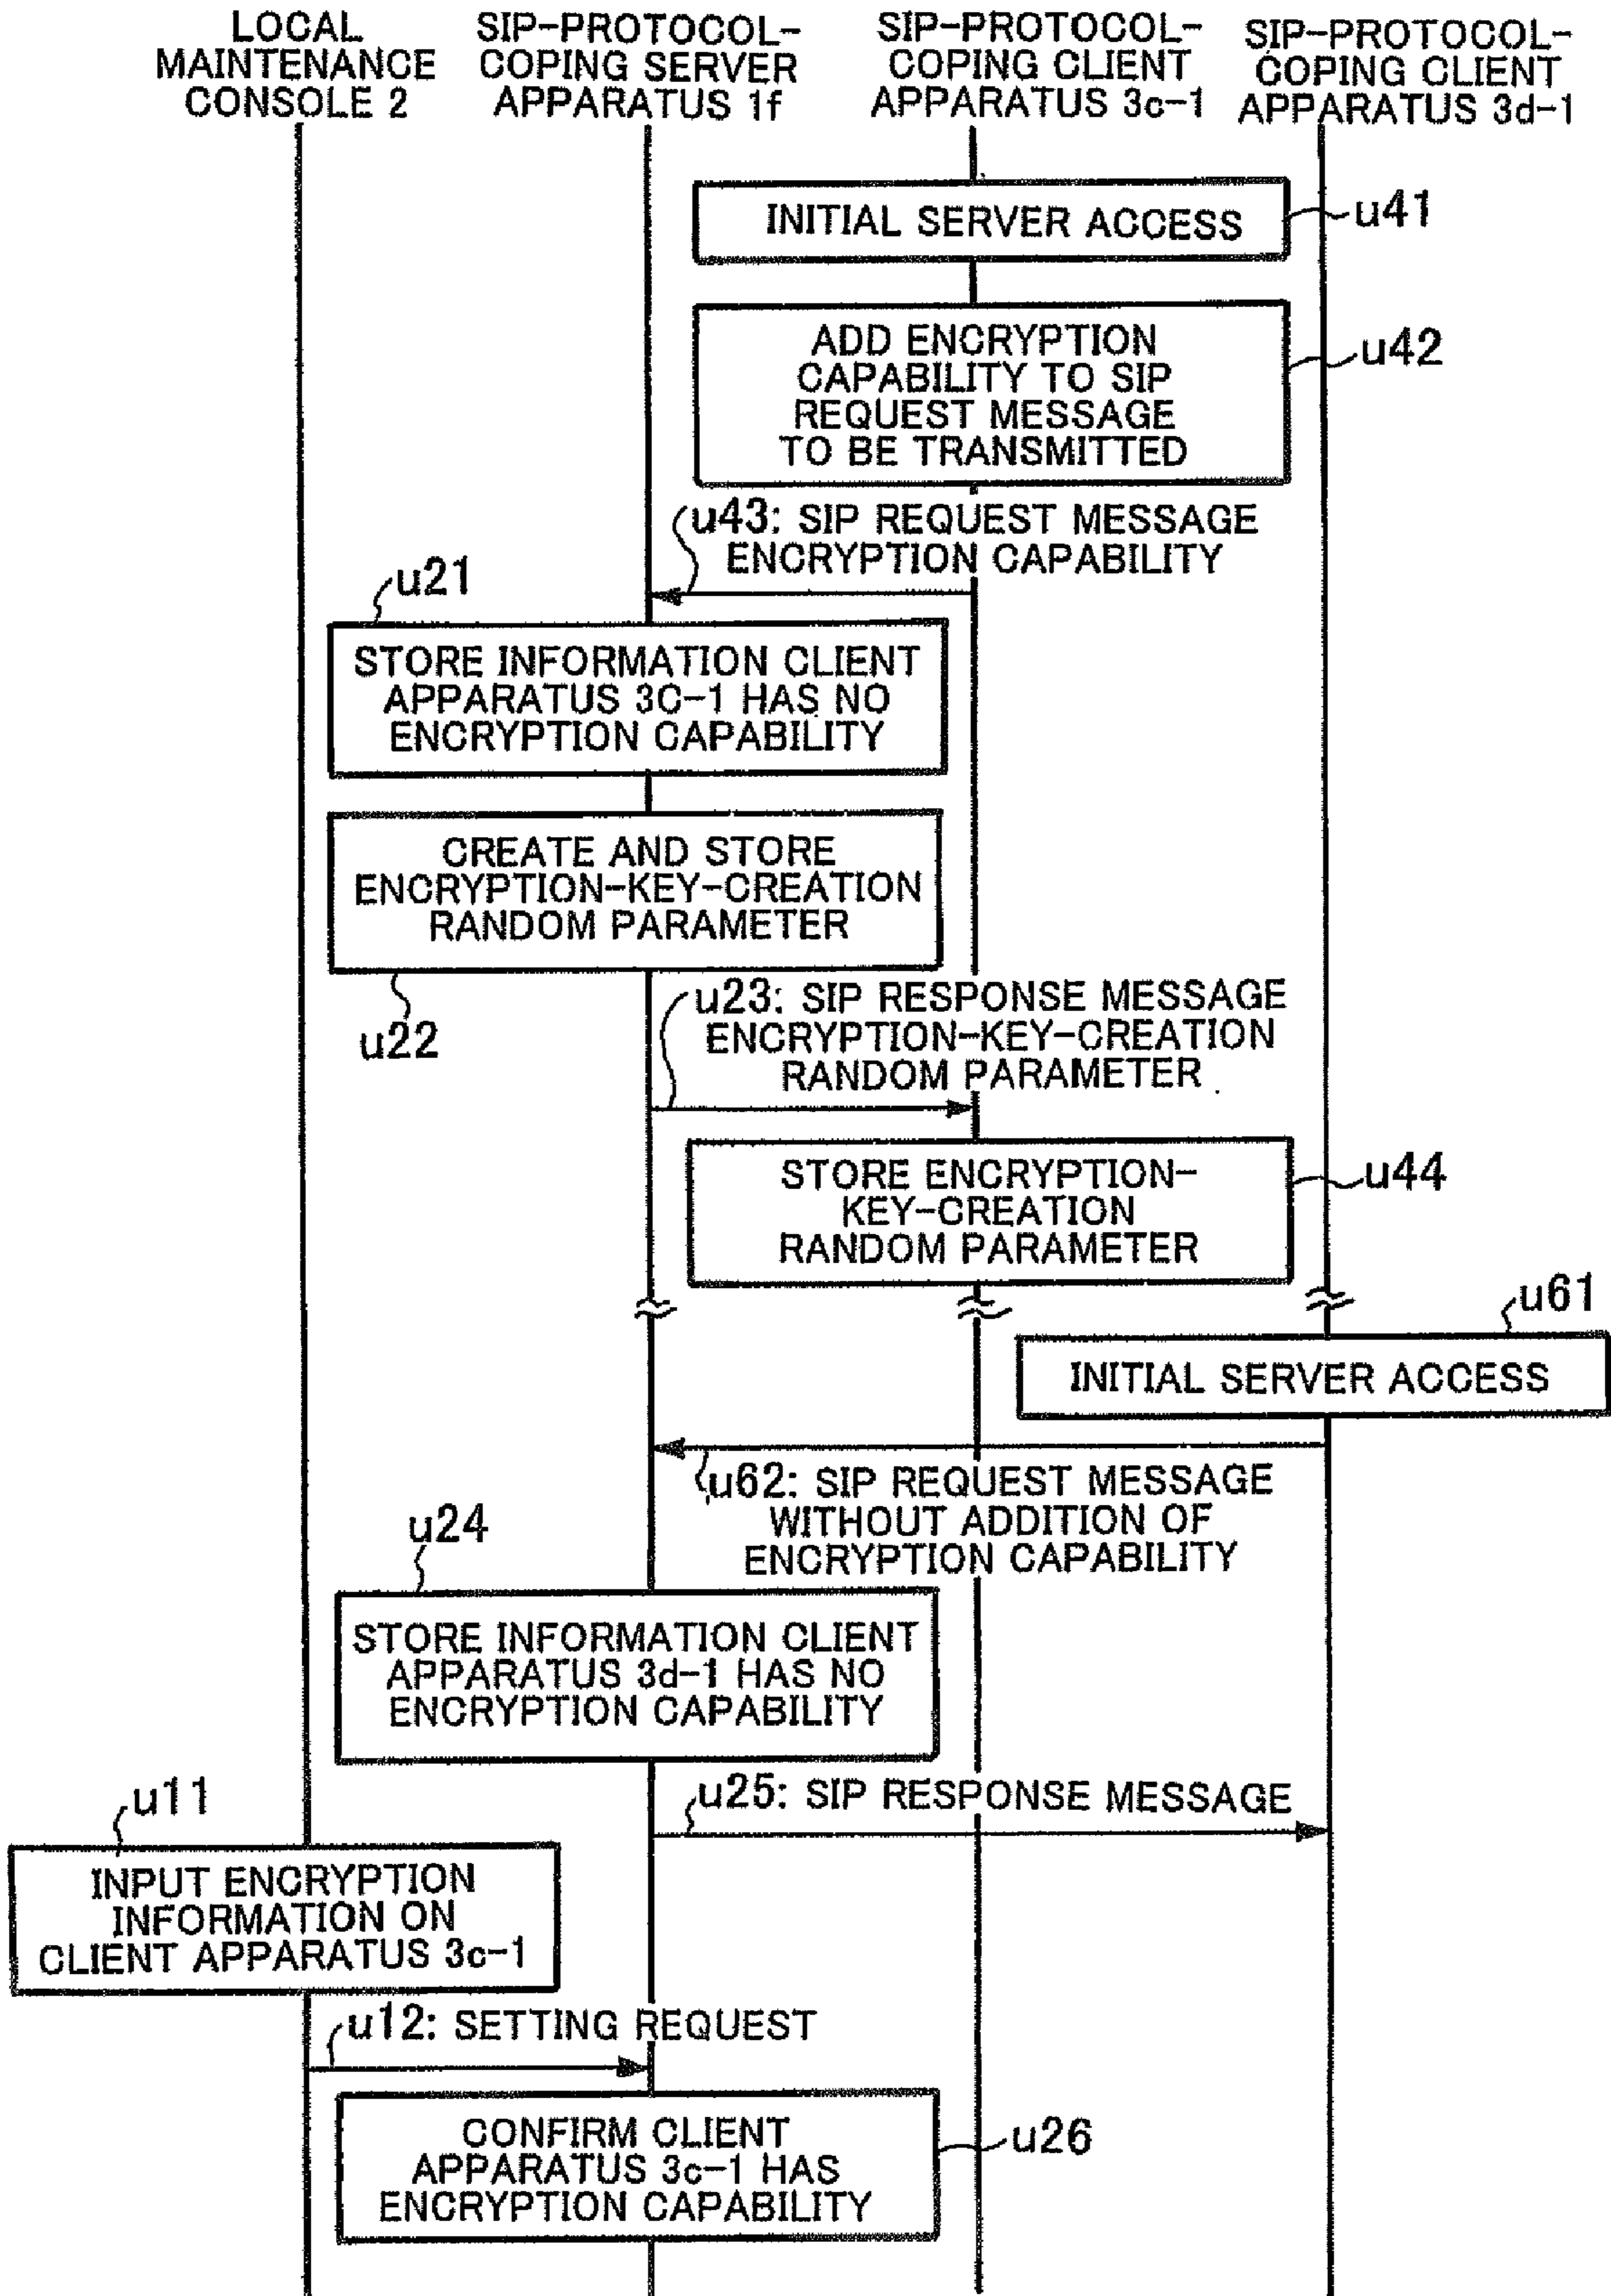 LOCAL
MAINTENANCE
CONSOLE 2
SIP-PROTOCOL-
COPING SERVER
APPARATUS 1f
SIP-PROTOCOL-
COPING CLIENT
APPARATUS 3c-1
SIP-PROTOCOL-
COPING CLIENT
APPARATUS 3d-1
INITIAL SERVER ACCESS
u41
ADD ENCRYPTION
CAPABILITY TO SIP
REQUEST MESSAGE
TO BE TRANSMITTED
u42
u43: SIP REQUEST MESSAGE
ENCRYPTION CAPABILITY
u21
STORE INFORMATION CLIENT
APPARATUS 3C-1 HAS NO
ENCRYPTION CAPABILITY
CREATE AND STORE
ENCRYPTION-KEY-CREATION
RANDOM PARAMETER
u22
u23: SIP RESPONSE MESSAGE
ENCRYPTION-KEY-CREATION
RANDOM PARAMETER
STORE ENCRYPTION-
KEY-CREATION
RANDOM PARAMETER
u44
u61
INITIAL SERVER ACCESS
u62: SIP REQUEST MESSAGE
WITHOUT ADDITION OF
ENCRYPTION CAPABILITY
u24
STORE INFORMATION CLIENT
APPARATUS 3d-1 HAS NO
ENCRYPTION CAPABILITY
u25: SIP RESPONSE MESSAGE
u11
INPUT ENCRYPTION
INFORMATION ON
CLIENT APPARATUS 3c-1
u12: SETTING REQUEST
CONFIRM CLIENT
APPARATUS 3c-1 HAS
ENCRYPTION CAPABILITY
u26